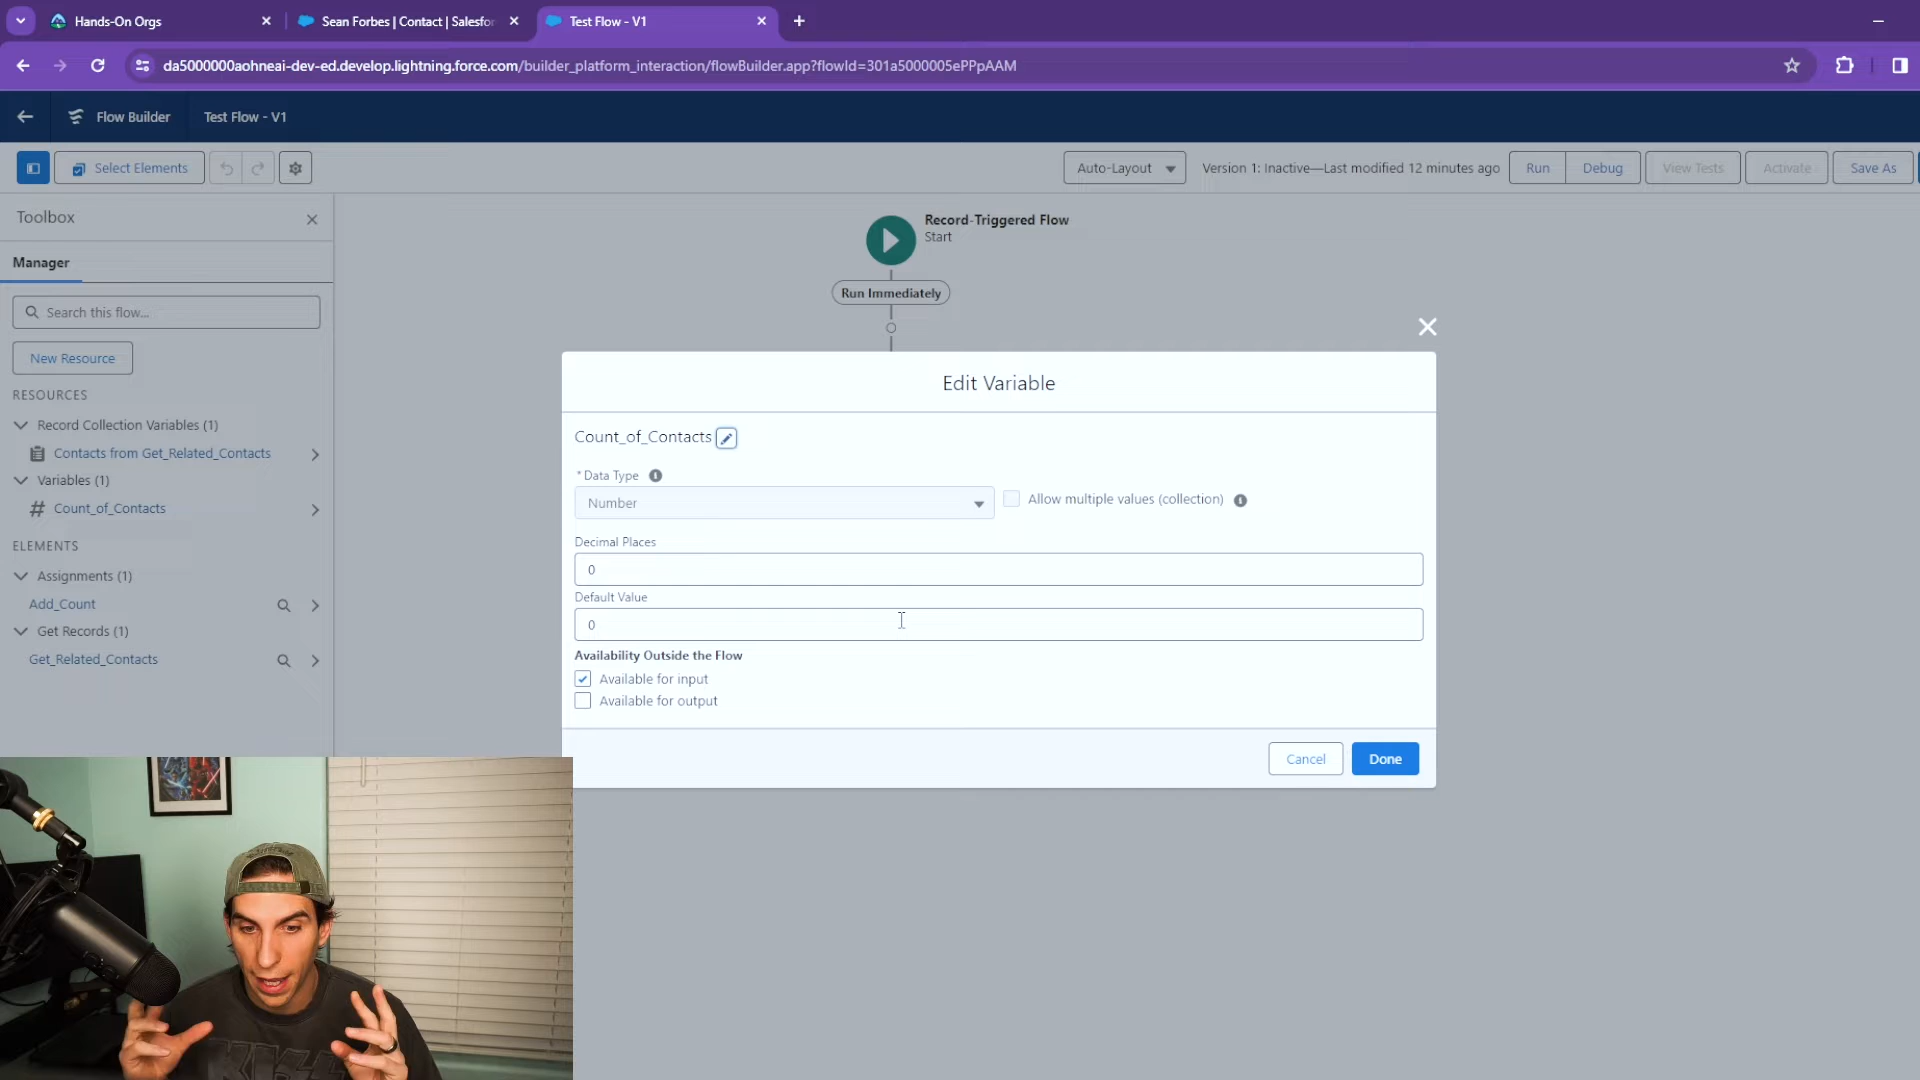 Hands-On Orgs
Sean Forbes | Contact | Salesfor
Test Flow - V1
da5000000aohneai-dev-ed.develop.lightning.force.com/builder_platform_interaction/flowBuilder.app?flowId=301a5000005ePPpAAM
Flow Builder
Test Flow - V1
Select Elements
Auto-Layout
Version 1: Inactive—Last modified 12 minutes ago
Run
Debug
View Tests
Activate
Save As
Toolbox
Manager
Search this flow...
New Resource
RESOURCES
Record Collection Variables (1)
Contacts from Get_Related_Contacts
Variables (1)
Count_of_Contacts
ELEMENTS
Assignments (1)
Add_Count
Get Records (1)
Get_Related_Contacts
Record-Triggered Flow
Start
Run Immediately
Edit Variable
Count_of_Contacts
* Data Type
Number
Allow multiple values (collection)
Decimal Places
0
Default Value
0
Availability Outside the Flow
Available for input
Available for output
Cancel
Done